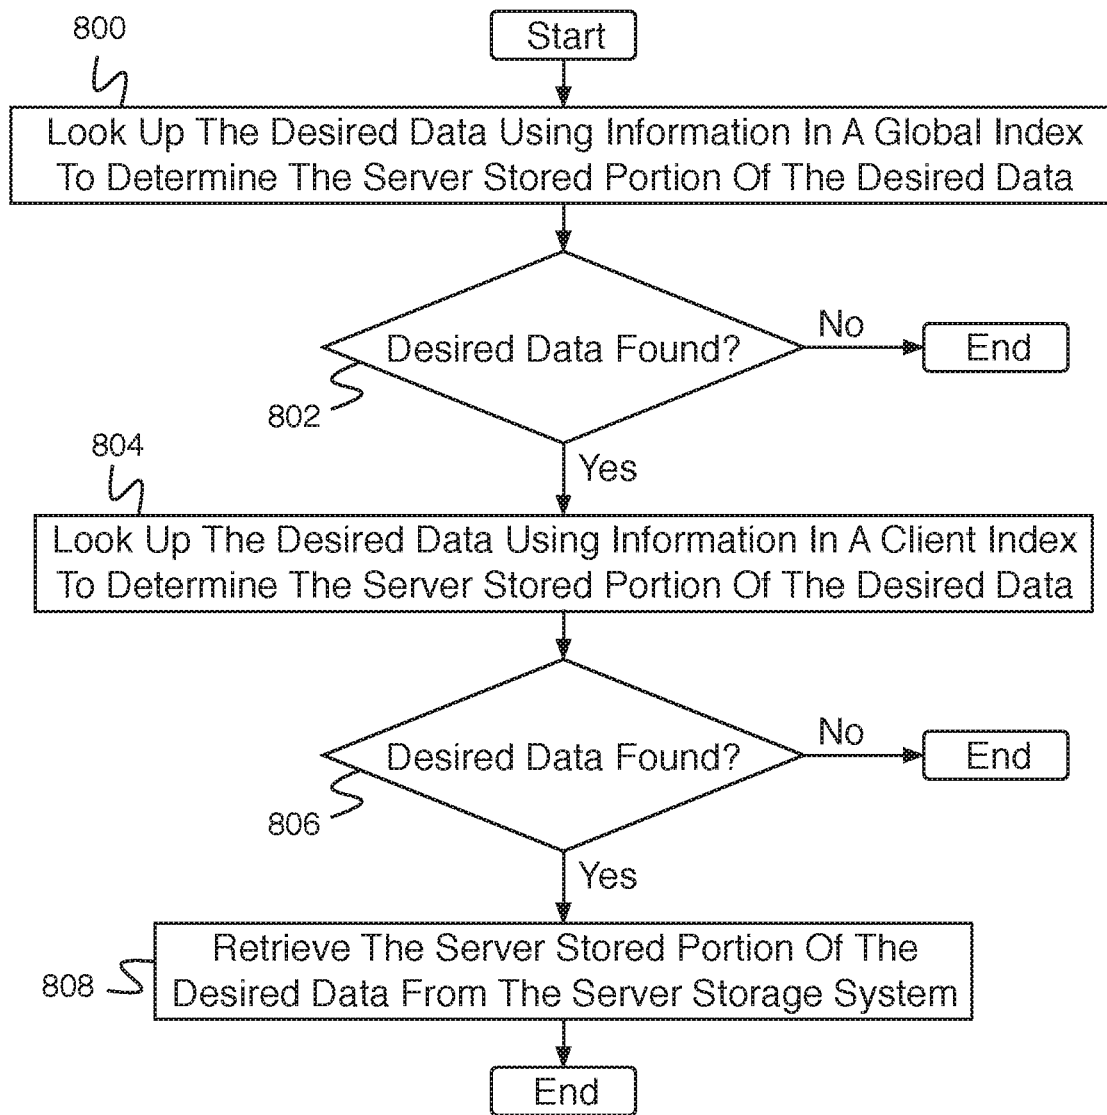 800
Start
Look Up The Desired Data Using Information In A Global Index
To Determine The Server Stored Portion Of The Desired Data
Desired Data Found?
No
End
802
Yes
804
Look Up The Desired Data Using Information In A Client Index
To Determine The Server Stored Portion Of The Desired Data
Desired Data Found?
No
End
806
Yes
808
Retrieve The Server Stored Portion Of The
Desired Data From The Server Storage System
End